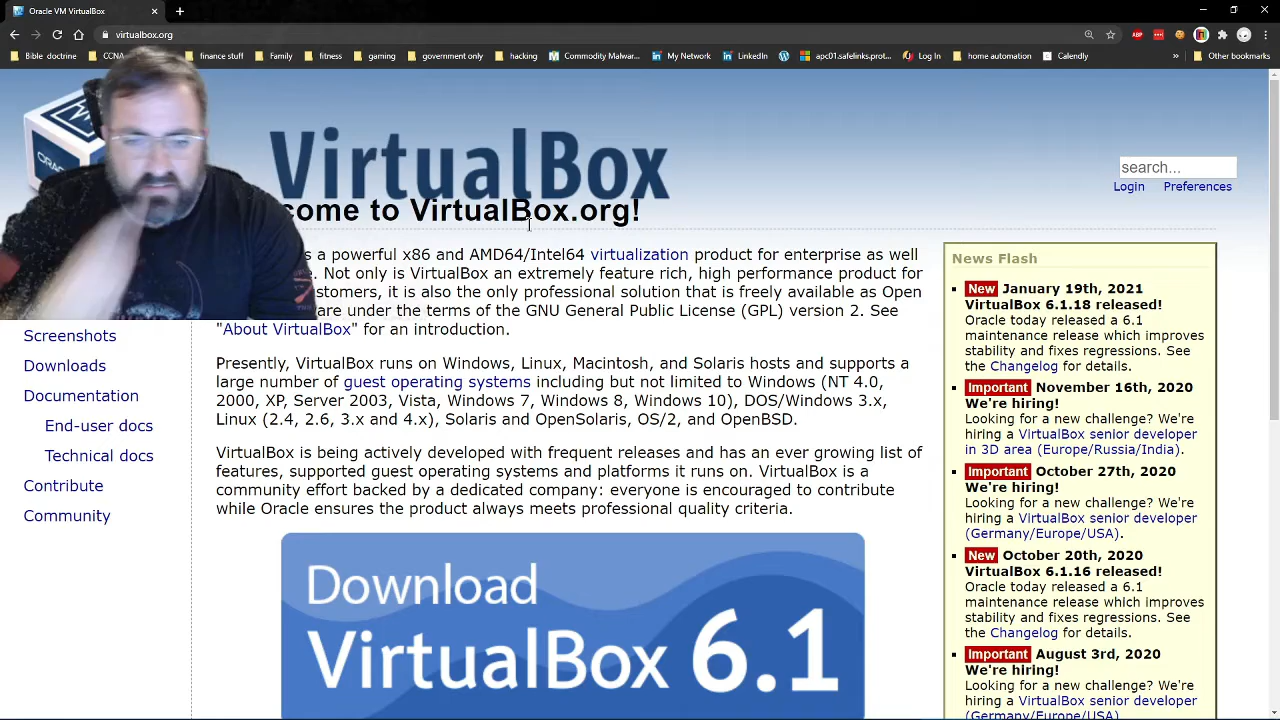 Oracle VM VirtualBox
virtualbox.org
Bible doctrine
CCNA
finance stuff
Family
fitness
gaming
government only
hacking
Commodity Malwar...
My Network
LinkedIn
apc01.safelinks.prot...
Log In
home automation
Calendly
»
Other bookmarks
ABP
ORACLE
VirtualBox
come to VirtualBox.org!
search...
Login Preferences
s a powerful x86 and AMD64/Intel64 virtualization product for enterprise as well
. Not only is VirtualBox an extremely feature rich, high performance product for
stomers, it is also the only professional solution that is freely available as Open
are under the terms of the GNU General Public License (GPL) version 2. See
"About VirtualBox" for an introduction.
Presently, VirtualBox runs on Windows, Linux, Macintosh, and Solaris hosts and supports a
large number of guest operating systems including but not limited to Windows (NT 4.0,
2000, XP, Server 2003, Vista, Windows 7, Windows 8, Windows 10), DOS/Windows 3.x,
Linux (2.4, 2.6, 3.x and 4.x), Solaris and OpenSolaris, OS/2, and OpenBSD.
VirtualBox is being actively developed with frequent releases and has an ever growing list of
features, supported guest operating systems and platforms it runs on. VirtualBox is a
community effort backed by a dedicated company: everyone is encouraged to contribute
while Oracle ensures the product always meets professional quality criteria.
Download
VirtualBox 6.1
Screenshots
Downloads
Documentation
End-user docs
Technical docs
Contribute
Community
News Flash
New January 19th, 2021
VirtualBox 6.1.18 released!
Oracle today released a 6.1
maintenance release which improves
stability and fixes regressions. See
the Changelog for details.
Important November 16th, 2020
We're hiring!
Looking for a new challenge? We're
hiring a VirtualBox senior developer
in 3D area (Europe/Russia/India).
Important October 27th, 2020
We're hiring!
Looking for a new challenge? We're
hiring a VirtualBox senior developer
(Germany/Europe/USA).
New October 20th, 2020
VirtualBox 6.1.16 released!
Oracle today released a 6.1
maintenance release which improves
stability and fixes regressions. See
the Changelog for details.
Important August 3rd, 2020
We're hiring!
Looking for a new challenge? We're
hiring a VirtualBox senior developer
(Germany/Europe/USA)